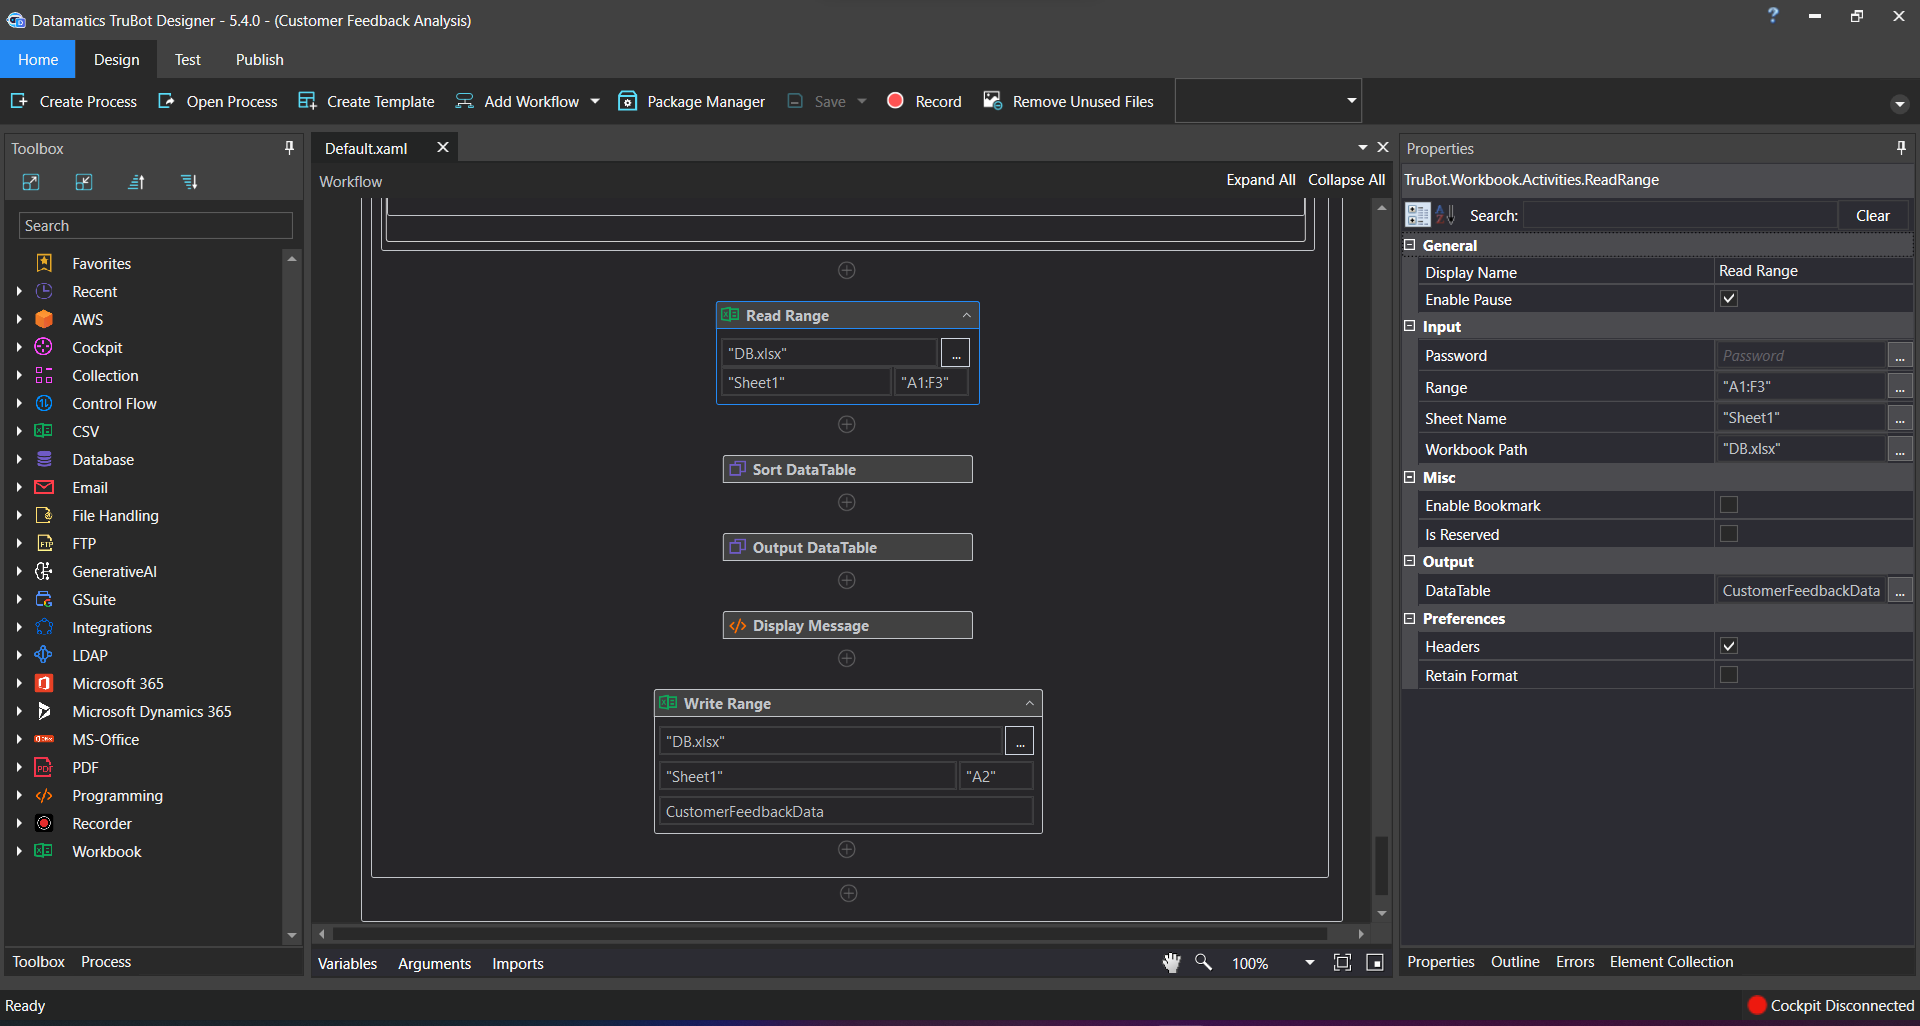 Datamatics TruBot Designer - 5.4.0 - (Customer Feedback Analysis)
?
Home Design Test Publish
Create Process Open Process Create Template Add Workflow Package Manager Save Record Remove Unused Files
Toolbox
Search
Favorites
Recent
AWS
Cockpit
Collection
Control Flow
CSV
Database
Email
File Handling
FTP
GenerativeAI
GSuite
Integrations
LDAP
Microsoft 365
Microsoft Dynamics 365
MS-Office
PDF
Programming
Recorder
Workbook
Toolbox Process
Default.xaml
Workflow Expand All Collapse All
Read Range
"DB.xlsx" ...
"Sheet1" "A1:F3"
Sort DataTable
Output DataTable
Display Message
Write Range
"DB.xlsx" ...
"Sheet1" "A2"
CustomerFeedbackData
Variables Arguments Imports 100%
Properties
TruBot.Workbook.Activities.ReadRange
Search: Clear
General
Display Name Read Range
Enable Pause
Input
Password Password ...
Range "A1:F3" ...
Sheet Name "Sheet1" ...
Workbook Path "DB.xlsx" ...
Misc
Enable Bookmark
Is Reserved
Output
DataTable CustomerFeedbackData ...
Preferences
Headers
Retain Format
Properties Outline Errors Element Collection
Ready Cockpit Disconnected